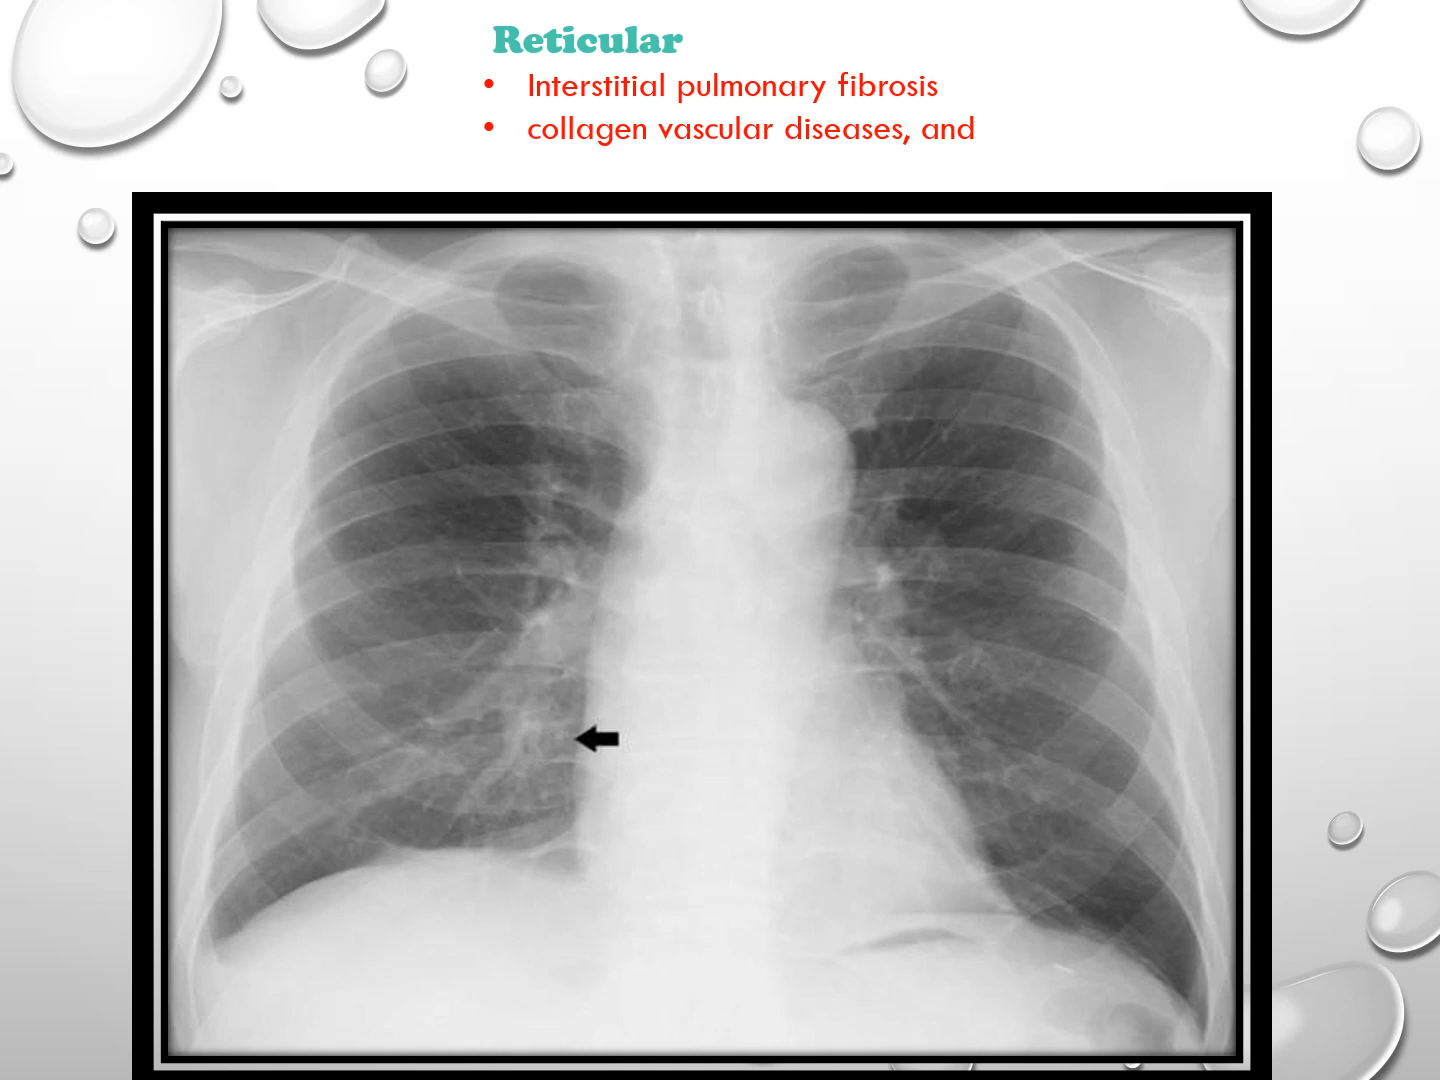 Reticular
• Interstitial pulmonary fibrosis
• collagen vascular diseases, and